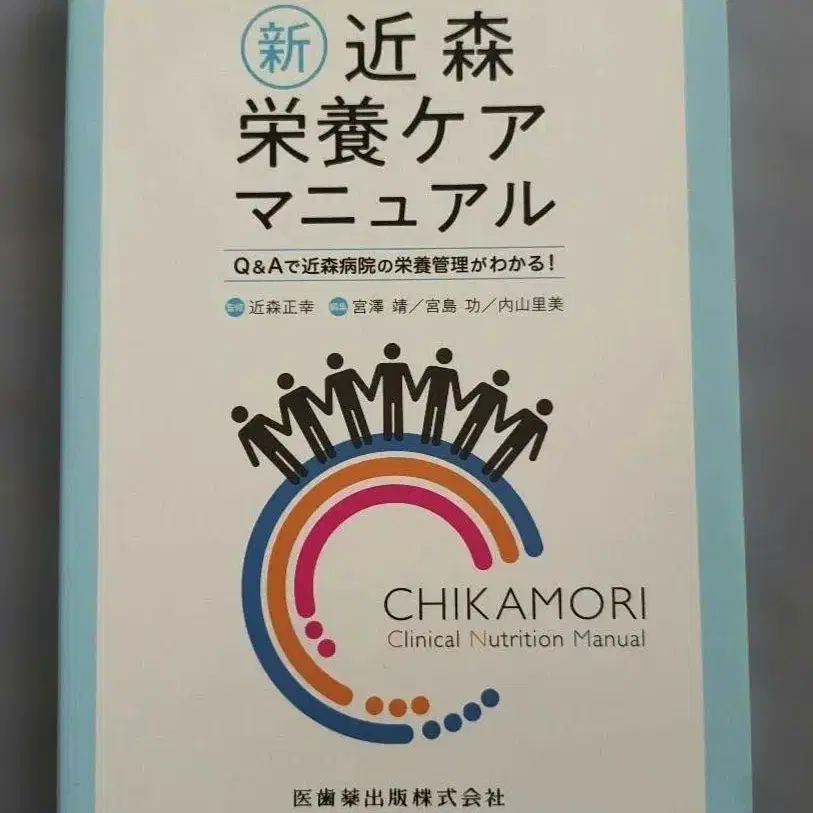 新 近森
栄養ケア
マニュアル
Q&Aで近森病院の栄養管理がわかる!
監修 近森正幸 編集 宮澤 靖/宮島 功/内山里美
CHIKAMORI
Clinical Nutrition Manual
医歯薬出版株式会社